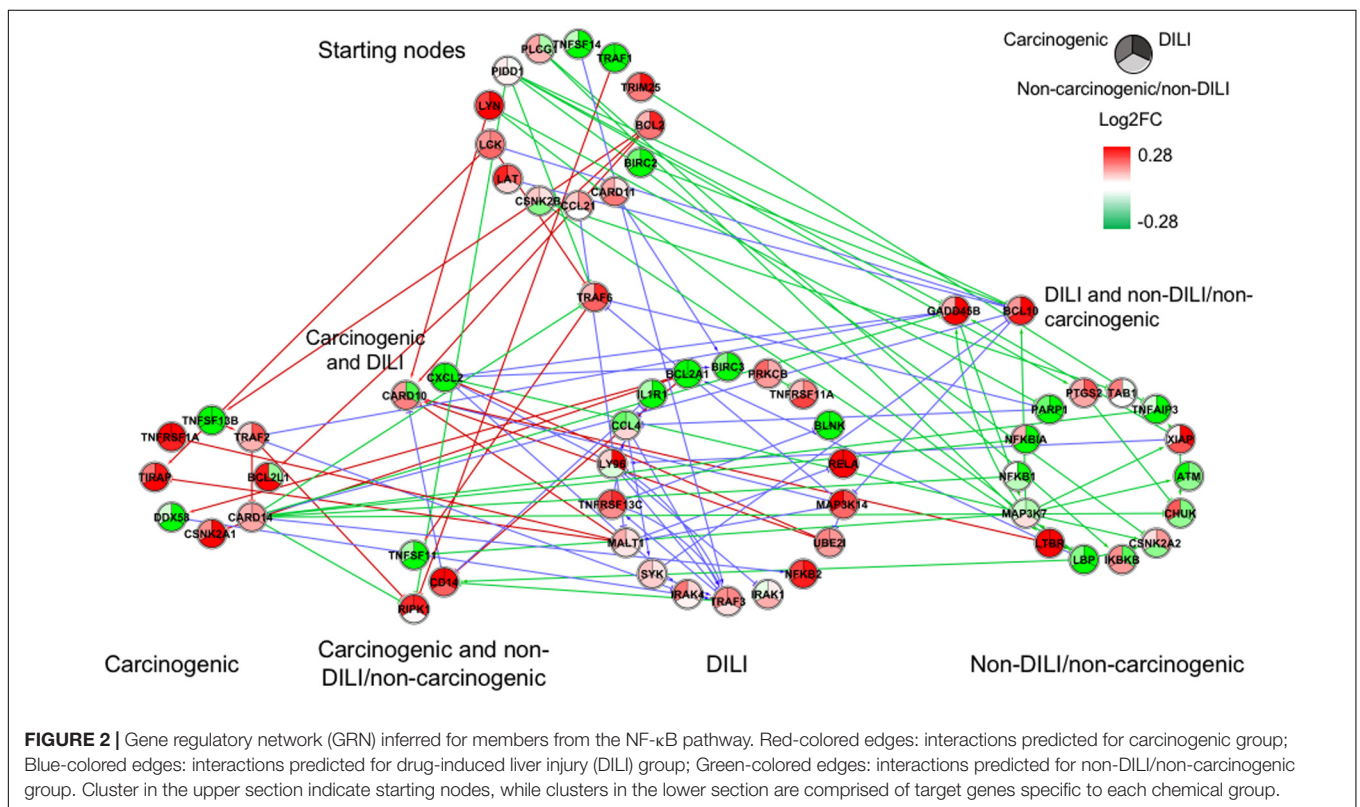 Starting nodes
PLCG1
TNFSF14
TRAF1
PIDD1
TRIM25
LYN
BCL2
LCK
BIRC2
LAT
CARD11
CSNK2B
CCL21
Carcinogenic
DILI
Non-carcinogenic/non-DILI
Log2FC
0.28
-0.28
TRAF6
GADD45B
BCL10
DILI and non-DILI/non-
carcinogenic
Carcinogenic
and DILI
CXCL2
CARD10
BCL2A1
BIRC3
PRKCB
IL1R1
TNFRSF11A
CCL4
BLNK
LY96
RELA
TNFRSF13C
MAP3K14
MALT1
UBE2I
SYK
IRAK4
TRAF3
IRAK1
NFKB2
TNFSF13B
TNFRSF1A
TRAF2
TIRAP
BCL2L1
DDX58
CARD14
CSNK2A1
TNFSF11
CD14
RIPK1
PTGS2
TAB1
PARP1
TNFAIP3
NFKBIA
XIAP
NFKB1
ATM
MAP3K7
CHUK
LTBR
CSNK2A2
LBP
IKBKB
Carcinogenic
Carcinogenic and non-
DILI/non-carcinogenic
DILI
Non-DILI/non-carcinogenic
FIGURE 2 | Gene regulatory network (GRN) inferred for members from the NF-κB pathway. Red-colored edges: interactions predicted for carcinogenic group;
Blue-colored edges: interactions predicted for drug-induced liver injury (DILI) group; Green-colored edges: interactions predicted for non-DILI/non-carcinogenic
group. Cluster in the upper section indicate starting nodes, while clusters in the lower section are comprised of target genes specific to each chemical group.